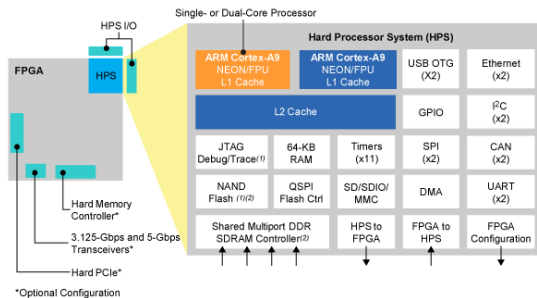 Single- or Dual-Core Processor
HPS I/O
FPGA
HPS
Hard Processor System (HPS)
ARM Cortex-A9
NEON/FPU
L1 Cache
ARM Cortex-A9
NEON/FPU
L1 Cache
USB OTG
(X2)
Ethernet
(x2)
L2 Cache
GPIO
I²C
(x2)
JTAG
Debug/Trace(1)
64-KB
RAM
Timers
(x11)
SPI
(x2)
CAN
(x2)
NAND
Flash (1)(2)
QSPI
Flash Ctrl
SD/SDIO/
MMC
DMA
UART
(x2)
Shared Multiport DDR
SDRAM Controller(2)
HPS to
FPGA
FPGA to
HPS
FPGA
Configuration
Hard Memory
Controller*
3.125-Gbps and 5-Gbps
Transceivers*
Hard PCIe*
*Optional Configuration